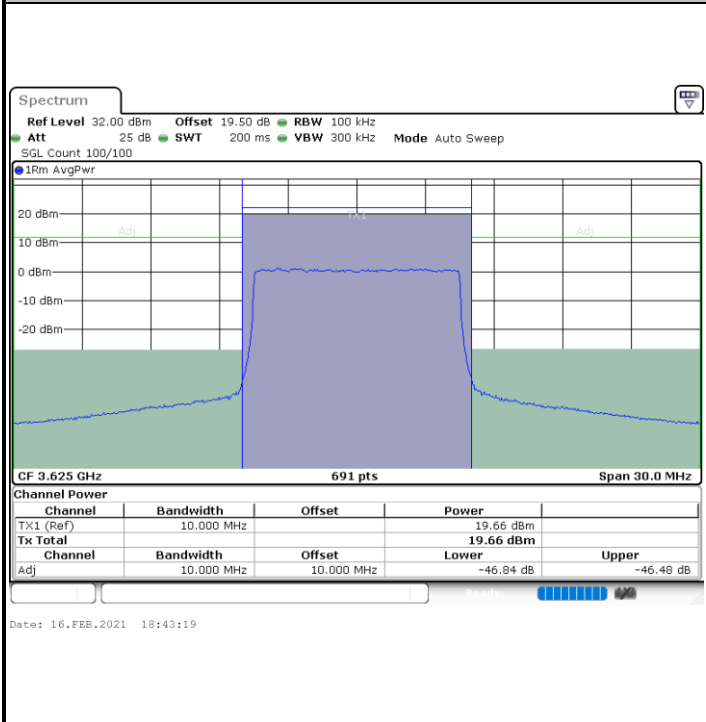 Spectrum
Ref Level 32.00 dBm Offset 19.50 dB RBW 100 kHz
Att 25 dB SWT 200 ms VBW 300 kHz Mode Auto Sweep
SGL Count 100/100
1Rm AvgPwr
20 dBm
TX1
Adj
Adj
10 dBm
0 dBm
-10 dBm
-20 dBm
CF 3.625 GHz 691 pts Span 30.0 MHz
Channel Power
Channel Bandwidth Offset Power
TX1 (Ref) 10.000 MHz 19.66 dBm
Tx Total 19.66 dBm
Channel Bandwidth Offset Lower Upper
Adj 10.000 MHz 10.000 MHz -46.84 dB -46.48 dB
Ready
Date: 16.FEB.2021 18:43:19